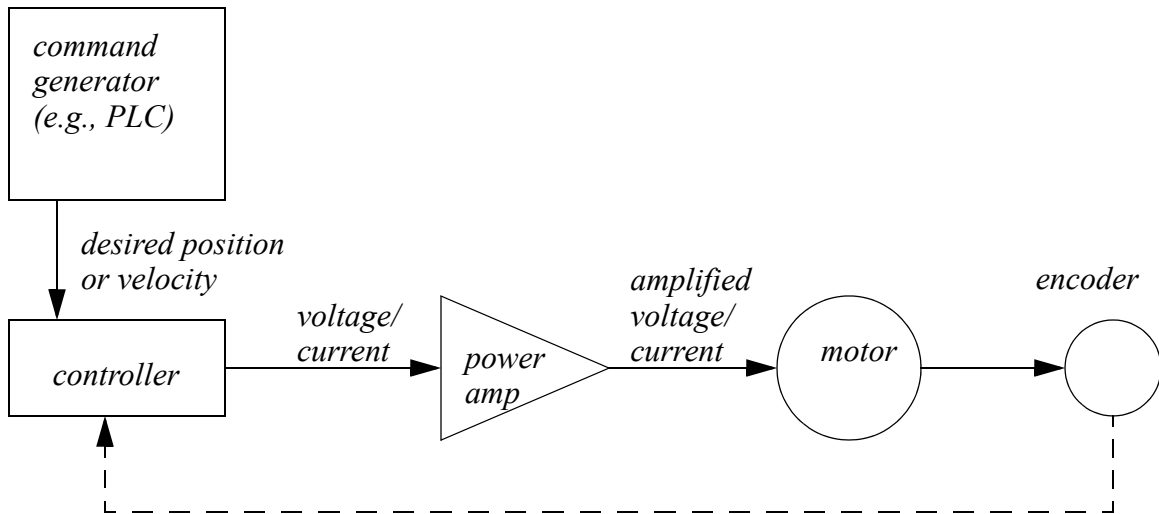 command
generator
(e.g., PLC)
desired position
or velocity
controller
voltage/
current
power
amp
amplified
voltage/
current
motor
encoder